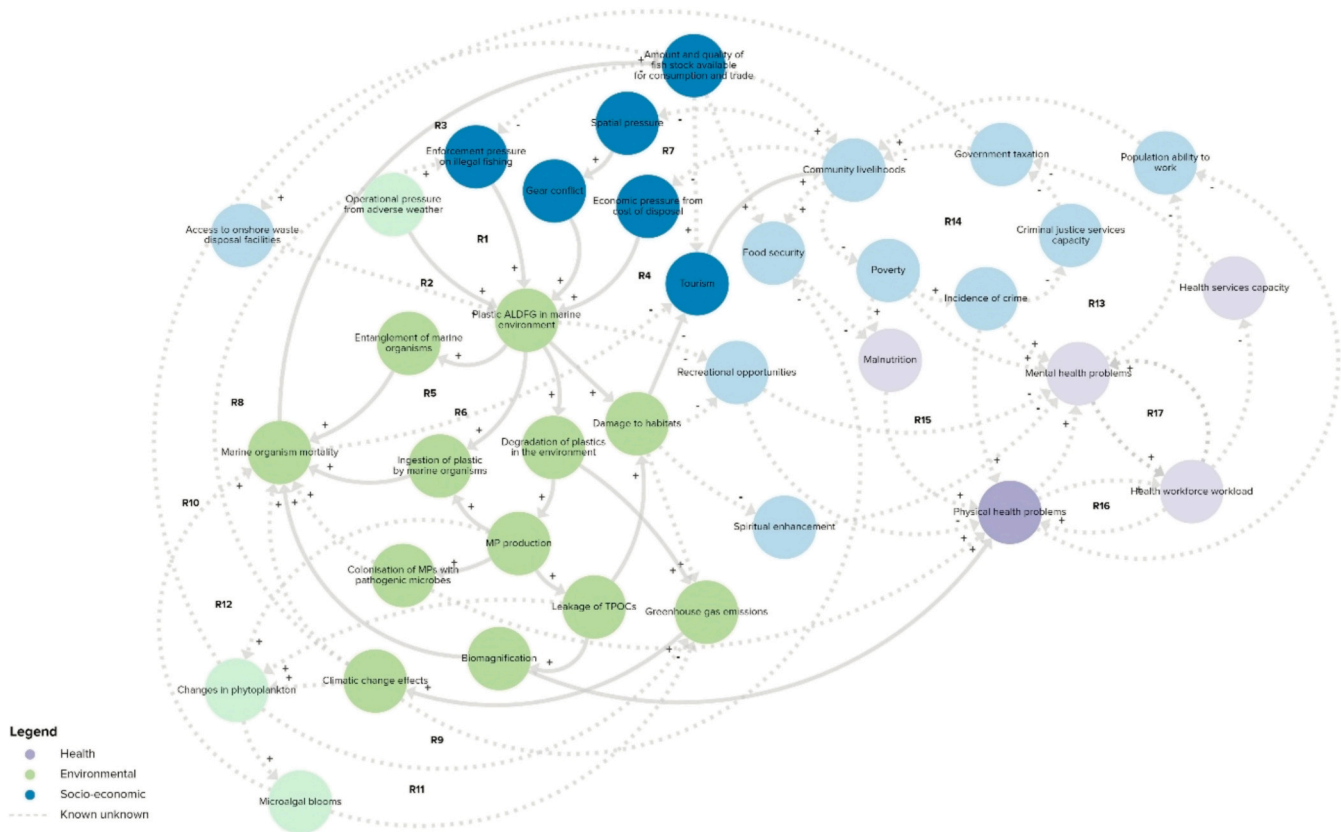 Amount and quality of
fish stock available
for consumption and trade
Spatial pressure
R3
Enforcement pressure
on illegal fishing
R7
Gear conflict
Economic pressure from
cost of disposal
Operational pressure
from adverse weather
Access to onshore waste
disposal facilities
Community livelihoods
Government taxation
Population ability to
work
R1
R14
Criminal justice services
capacity
Food security
R2
R4
Tourism
Poverty
Incidence of crime
R13
Health services capacity
Plastic ALDFG in marine
environment
Entanglement of marine
organisms
Malnutrition
Recreational opportunities
Mental health problems
R5
R8
R6
R15
R17
Marine organism mortality
Ingestion of plastic
by marine organisms
Degradation of plastics
in the environment
Damage to habitats
Health workforce workload
R10
R16
Spiritual enhancement
Physical health problems
MP production
Colonisation of MPs with
pathogenic microbes
R12
Leakage of TPOCs
Greenhouse gas emissions
Biomagnification
Changes in phytoplankton
Climatic change effects
R9
R11
Microalgal blooms
Legend
Health
Environmental
Socio-economic
Known unknown